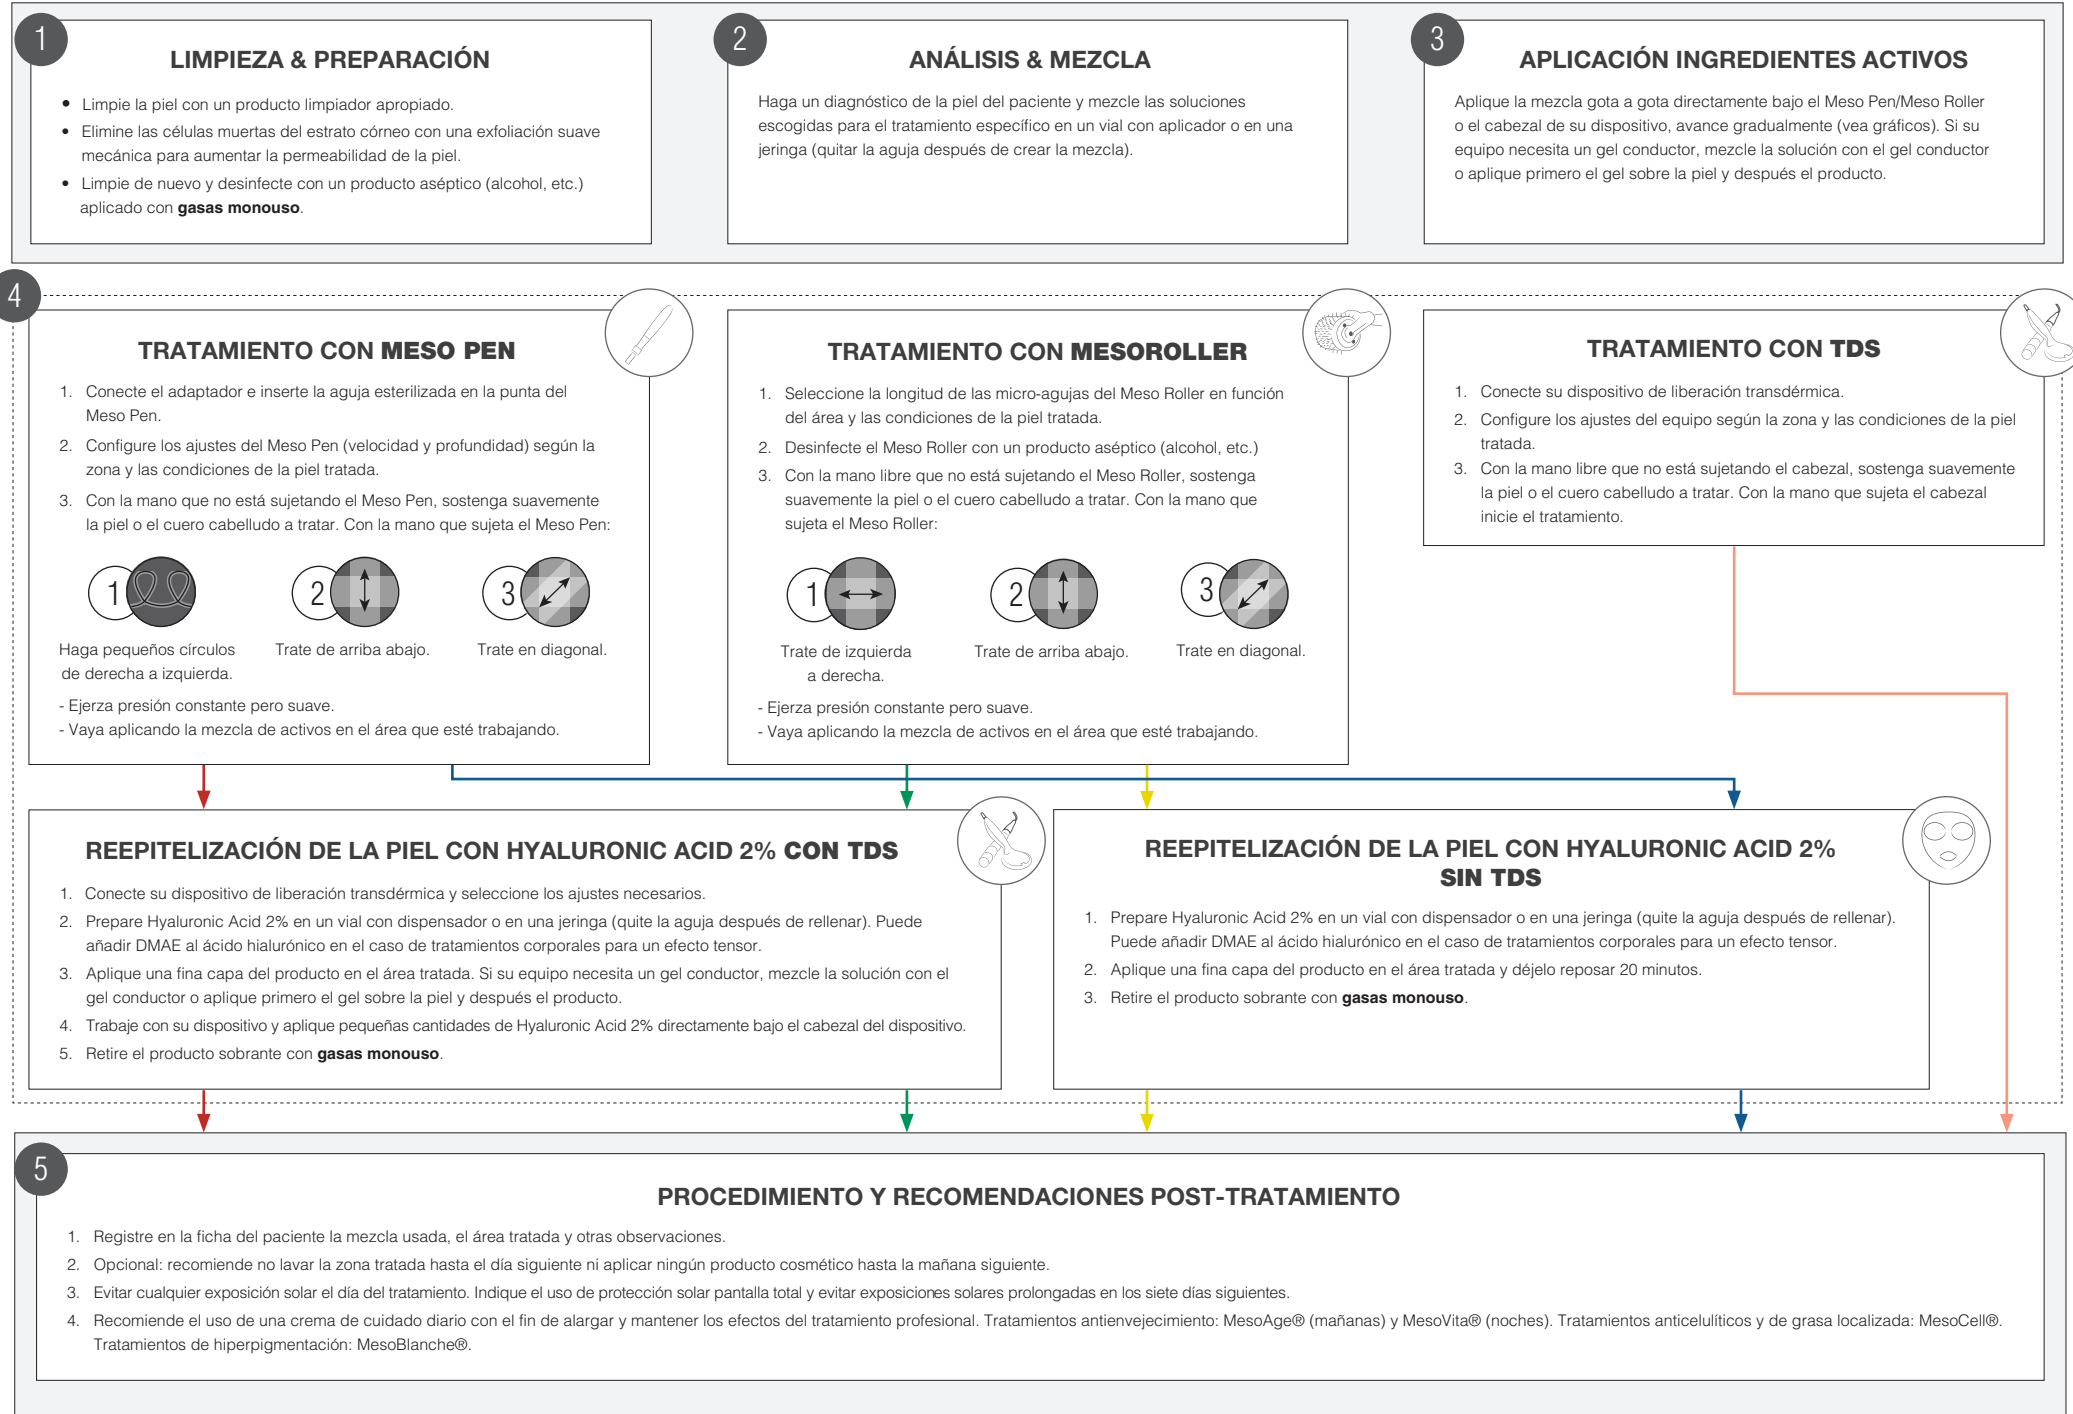 1
LIMPIEZA & PREPARACIÓN
• Limpie la piel con un producto limpiador apropiado.
• Elimine las células muertas del estrato córneo con una exfoliación suave
mecánica para aumentar la permeabilidad de la piel.
• Limpie de nuevo y desinfecte con un producto aséptico (alcohol, etc.)
aplicado con gasas monouso.
2
ANÁLISIS & MEZCLA
Haga un diagnóstico de la piel del paciente y mezcle las soluciones
escogidas para el tratamiento específico en un vial con aplicador o en una
jeringa (quitar la aguja después de crear la mezcla).
3
APLICACIÓN INGREDIENTES ACTIVOS
Aplique la mezcla gota a gota directamente bajo el Meso Pen/Meso Roller
o el cabezal de su dispositivo, avance gradualmente (vea gráficos). Si su
equipo necesita un gel conductor, mezcle la solución con el gel conductor
o aplique primero el gel sobre la piel y después el producto.
4
TRATAMIENTO CON MESO PEN
1. Conecte el adaptador e inserte la aguja esterilizada en la punta del
Meso Pen.
2. Configure los ajustes del Meso Pen (velocidad y profundidad) según la
zona y las condiciones de la piel tratada.
3. Con la mano que no está sujetando el Meso Pen, sostenga suavemente
la piel o el cuero cabelludo a tratar. Con la mano que sujeta el Meso Pen:
1
Haga pequeños círculos
de derecha a izquierda.
2
Trate de arriba abajo.
3
Trate en diagonal.
- Ejerza presión constante pero suave.
- Vaya aplicando la mezcla de activos en el área que esté trabajando.
TRATAMIENTO CON MESOROLLER
1. Seleccione la longitud de las micro-agujas del Meso Roller en función
del área y las condiciones de la piel tratada.
2. Desinfecte el Meso Roller con un producto aséptico (alcohol, etc.)
3. Con la mano libre que no está sujetando el Meso Roller, sostenga
suavemente la piel o el cuero cabelludo a tratar. Con la mano que
sujeta el Meso Roller:
1
Trate de izquierda
a derecha.
2
Trate de arriba abajo.
3
Trate en diagonal.
- Ejerza presión constante pero suave.
- Vaya aplicando la mezcla de activos en el área que esté trabajando.
TRATAMIENTO CON TDS
1. Conecte su dispositivo de liberación transdérmica.
2. Configure los ajustes del equipo según la zona y las condiciones de la piel
tratada.
3. Con la mano libre que no está sujetando el cabezal, sostenga suavemente
la piel o el cuero cabelludo a tratar. Con la mano que sujeta el cabezal
inicie el tratamiento.
REEPITELIZACIÓN DE LA PIEL CON HYALURONIC ACID 2% CON TDS
1. Conecte su dispositivo de liberación transdérmica y seleccione los ajustes necesarios.
2. Prepare Hyaluronic Acid 2% en un vial con dispensador o en una jeringa (quite la aguja después de rellenar). Puede
añadir DMAE al ácido hialurónico en el caso de tratamientos corporales para un efecto tensor.
3. Aplique una fina capa del producto en el área tratada. Si su equipo necesita un gel conductor, mezcle la solución con el
gel conductor o aplique primero el gel sobre la piel y después el producto.
4. Trabaje con su dispositivo y aplique pequeñas cantidades de Hyaluronic Acid 2% directamente bajo el cabezal del dispositivo.
5. Retire el producto sobrante con gasas monouso.
REEPITELIZACIÓN DE LA PIEL CON HYALURONIC ACID 2%
SIN TDS
1. Prepare Hyaluronic Acid 2% en un vial con dispensador o en una jeringa (quite la aguja después de rellenar).
Puede añadir DMAE al ácido hialurónico en el caso de tratamientos corporales para un efecto tensor.
2. Aplique una fina capa del producto en el área tratada y déjelo reposar 20 minutos.
3. Retire el producto sobrante con gasas monouso.
5
PROCEDIMIENTO Y RECOMENDACIONES POST-TRATAMIENTO
1. Registre en la ficha del paciente la mezcla usada, el área tratada y otras observaciones.
2. Opcional: recomiende no lavar la zona tratada hasta el día siguiente ni aplicar ningún producto cosmético hasta la mañana siguiente.
3. Evitar cualquier exposición solar el día del tratamiento. Indique el uso de protección solar pantalla total y evitar exposiciones solares prolongadas en los siete días siguientes.
4. Recomiende el uso de una crema de cuidado diario con el fin de alargar y mantener los efectos del tratamiento profesional. Tratamientos antienvejecimiento: MesoAge® (mañanas) y MesoVita® (noches). Tratamientos anticelulíticos y de grasa localizada: MesoCell®.
Tratamientos de hiperpigmentación: MesoBlanche®.